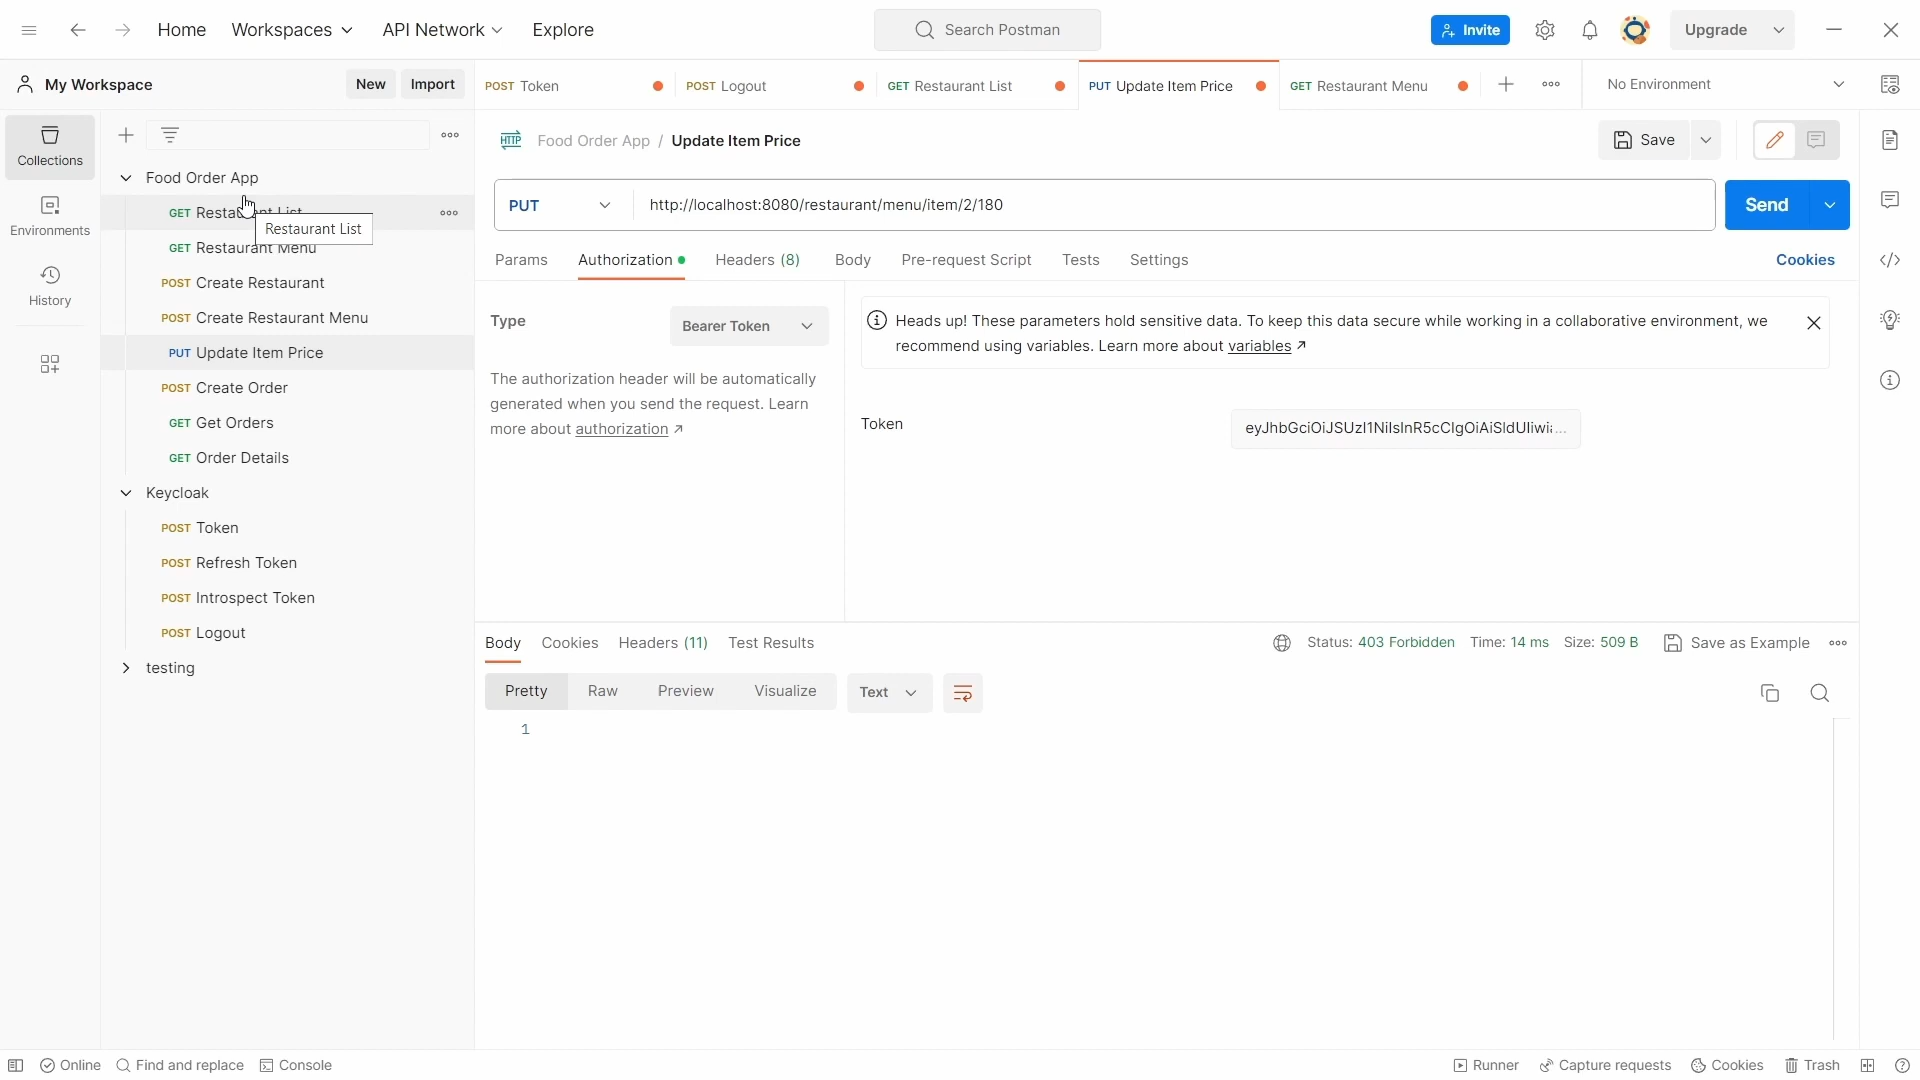 Home
Workspaces
API Network
Explore
Search Postman
Invite
Upgrade
My Workspace
New
Import
POST Token
POST Logout
GET Restaurant List
PUT Update Item Price
GET Restaurant Menu
No Environment
Collections
Environments
History
Food Order App
GET Restaurant List
Restaurant List
GET Restaurant Menu
POST Create Restaurant
POST Create Restaurant Menu
PUT Update Item Price
POST Create Order
GET Get Orders
GET Order Details
Keycloak
POST Token
POST Refresh Token
POST Introspect Token
POST Logout
testing
HTTP Food Order App / Update Item Price
Save
PUT
http://localhost:8080/restaurant/menu/item/2/180
Send
Params
Authorization
Headers (8)
Body
Pre-request Script
Tests
Settings
Cookies
Type
Bearer Token
The authorization header will be automatically
generated when you send the request. Learn
more about authorization ↗
Heads up! These parameters hold sensitive data. To keep this data secure while working in a collaborative environment, we
recommend using variables. Learn more about variables ↗
Token
Body
Cookies
Headers (11)
Test Results
Status: 403 Forbidden
Time: 14 ms
Size: 509 B
Save as Example
Pretty
Raw
Preview
Visualize
Text
1
Online
Find and replace
Console
Runner
Capture requests
Cookies
Trash